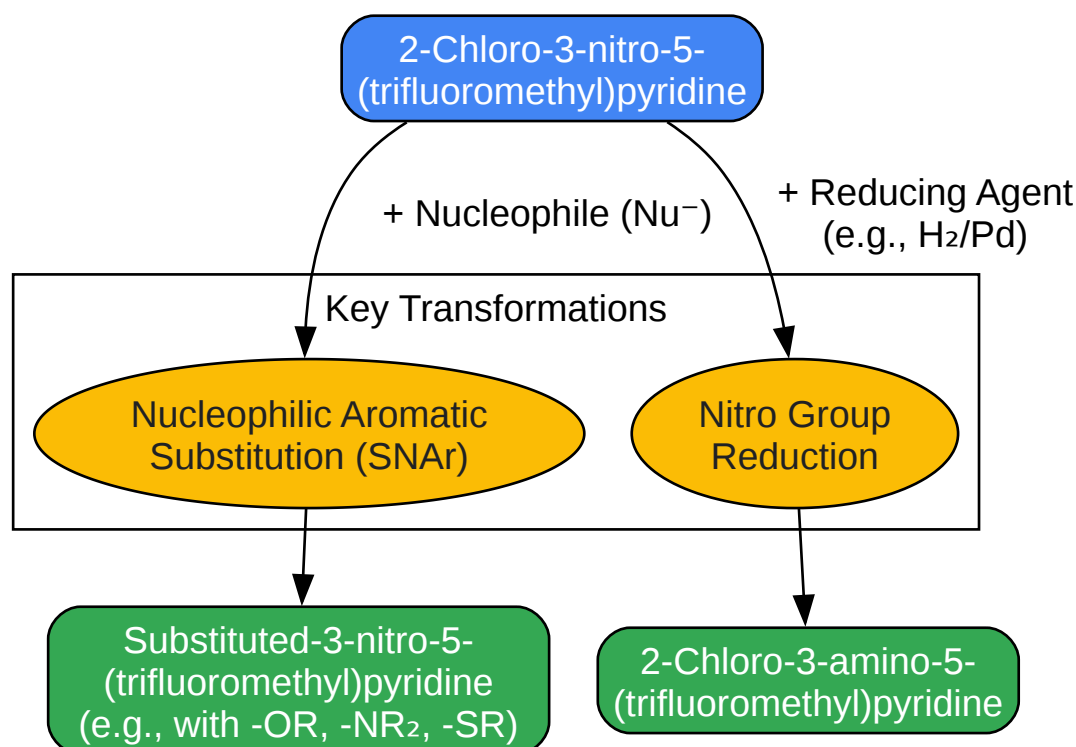 2-Chloro-3-nitro-5-
(trifluoromethyl)pyridine
+ Nucleophile (Nu⁻)
+ Reducing Agent
(e.g., H₂/Pd)
Key Transformations
Nucleophilic Aromatic
Substitution (SNAr)
Nitro Group
Reduction
Substituted-3-nitro-5-
(trifluoromethyl)pyridine
(e.g., with -OR, -NR₂, -SR)
2-Chloro-3-amino-5-
(trifluoromethyl)pyridine